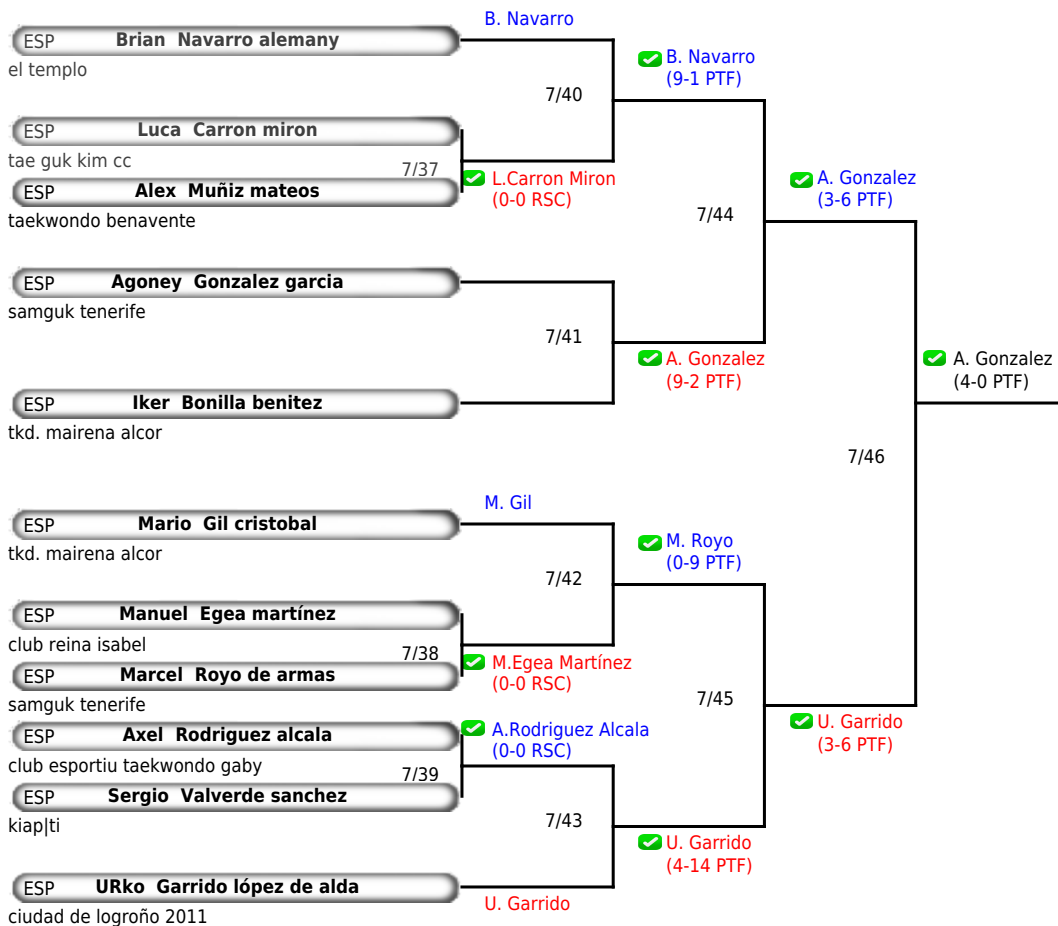 B. Navarro
ESP Brian Navarro alemany
el templo
B. Navarro
(9-1 PTF)
7/40
ESP Luca Carron miron
tae guk kim cc
7/37
L.Carron Miron
(0-0 RSC)
ESP Alex Muñiz mateos
taekwondo benavente
A. Gonzalez
(3-6 PTF)
7/44
ESP Agoney Gonzalez garcia
samguk tenerife
7/41
A. Gonzalez
(9-2 PTF)
A. Gonzalez
(4-0 PTF)
ESP Iker Bonilla benitez
tkd. mairena alcor
7/46
M. Gil
ESP Mario Gil cristobal
tkd. mairena alcor
M. Royo
(0-9 PTF)
7/42
ESP Manuel Egea martínez
club reina isabel
7/38
M.Egea Martínez
(0-0 RSC)
ESP Marcel Royo de armas
samguk tenerife
7/45
U. Garrido
(3-6 PTF)
ESP Axel Rodriguez alcala
A.Rodriguez Alcala
(0-0 RSC)
club esportiu taekwondo gaby
7/39
ESP Sergio Valverde sanchez
kiap|ti
7/43
U. Garrido
(4-14 PTF)
ESP URko Garrido lópez de alda
U. Garrido
ciudad de logroño 2011